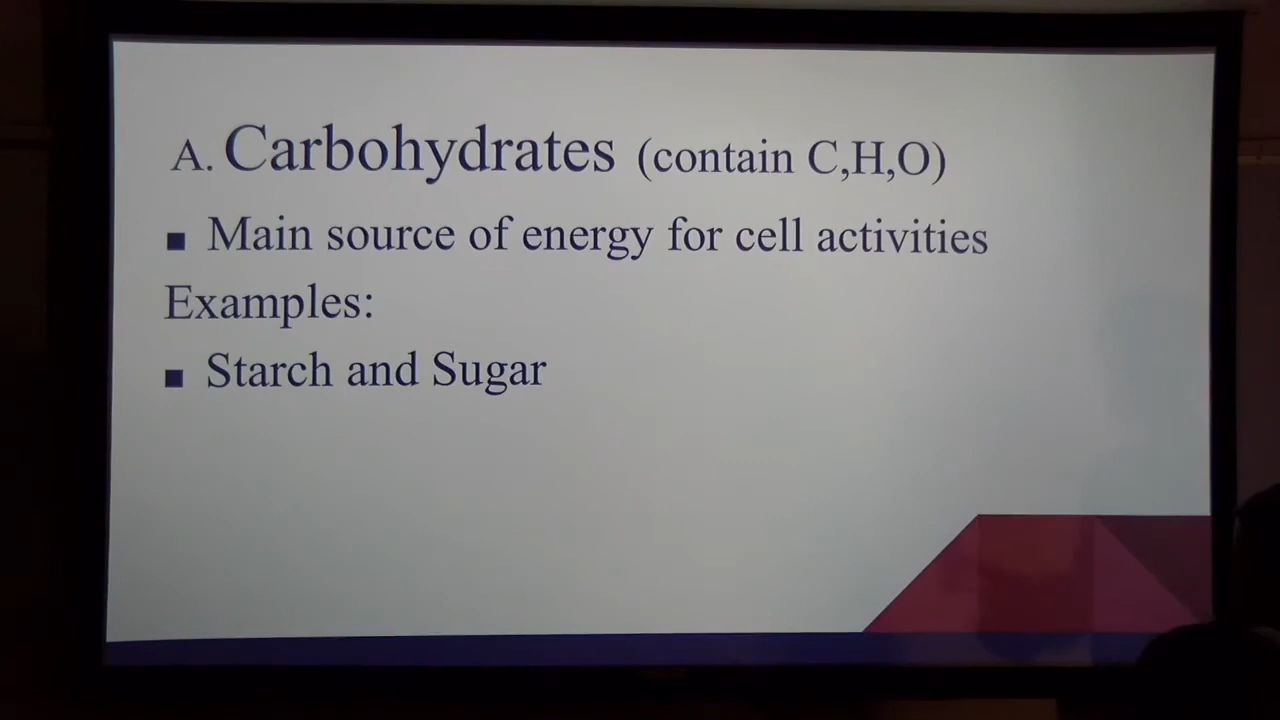 A. Carbohydrates (contain C,H,O)
■ Main source of energy for cell activities
Examples:
■ Starch and Sugar